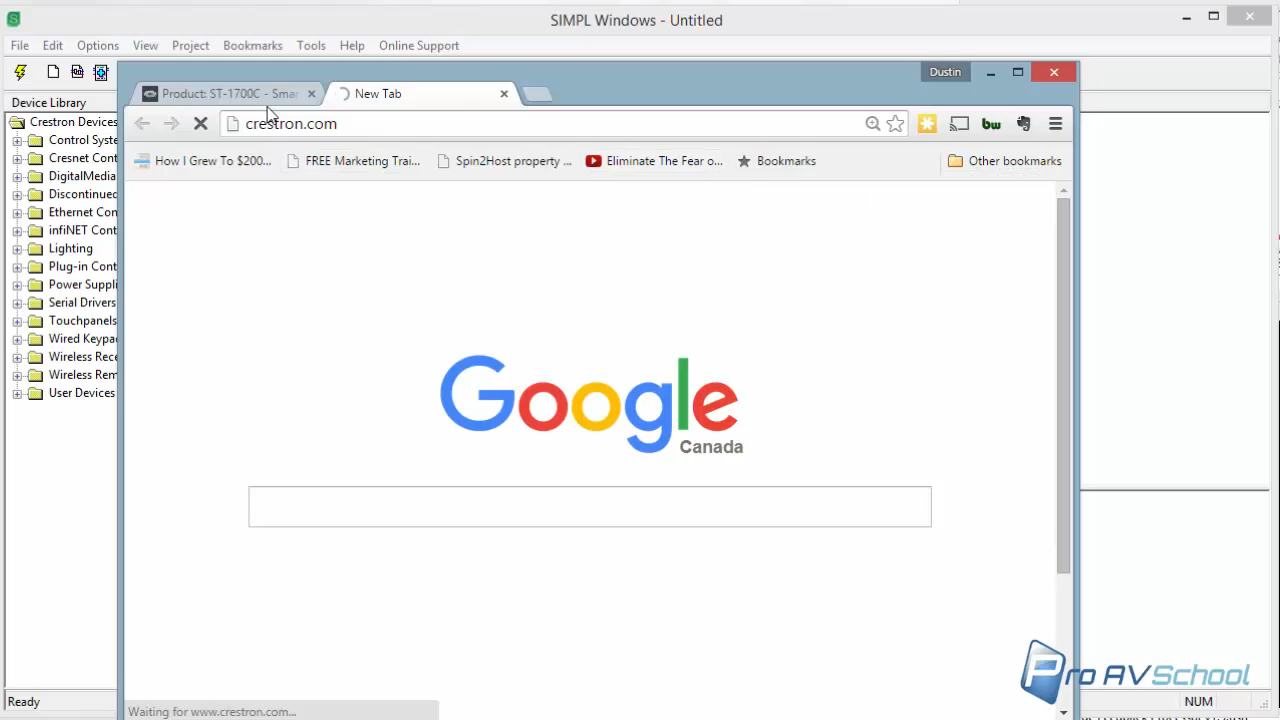 SIMPL Windows - Untitled
File Edit Options View Project Bookmarks Tools Help Online Support
Dustin
Product: ST-1700C - Smar
New Tab
Device Library
crestron.com
Crestron Devices
Control Syste
Cresnet Cont
DigitalMedia
Discontinued
Ethernet Con
infiNET Cont
Lighting
Plug-in Cont
Power Suppli
Serial Drivers
Touchpanels
Wired Keypa
Wireless Rece
Wireless Rem
User Devices
How I Grew To $200...
FREE Marketing Trai...
Spin2Host property ...
Eliminate The Fear o...
Bookmarks
Other bookmarks
Google
Canada
Pro AVSchool
Waiting for www.crestron.com...
Ready
NUM